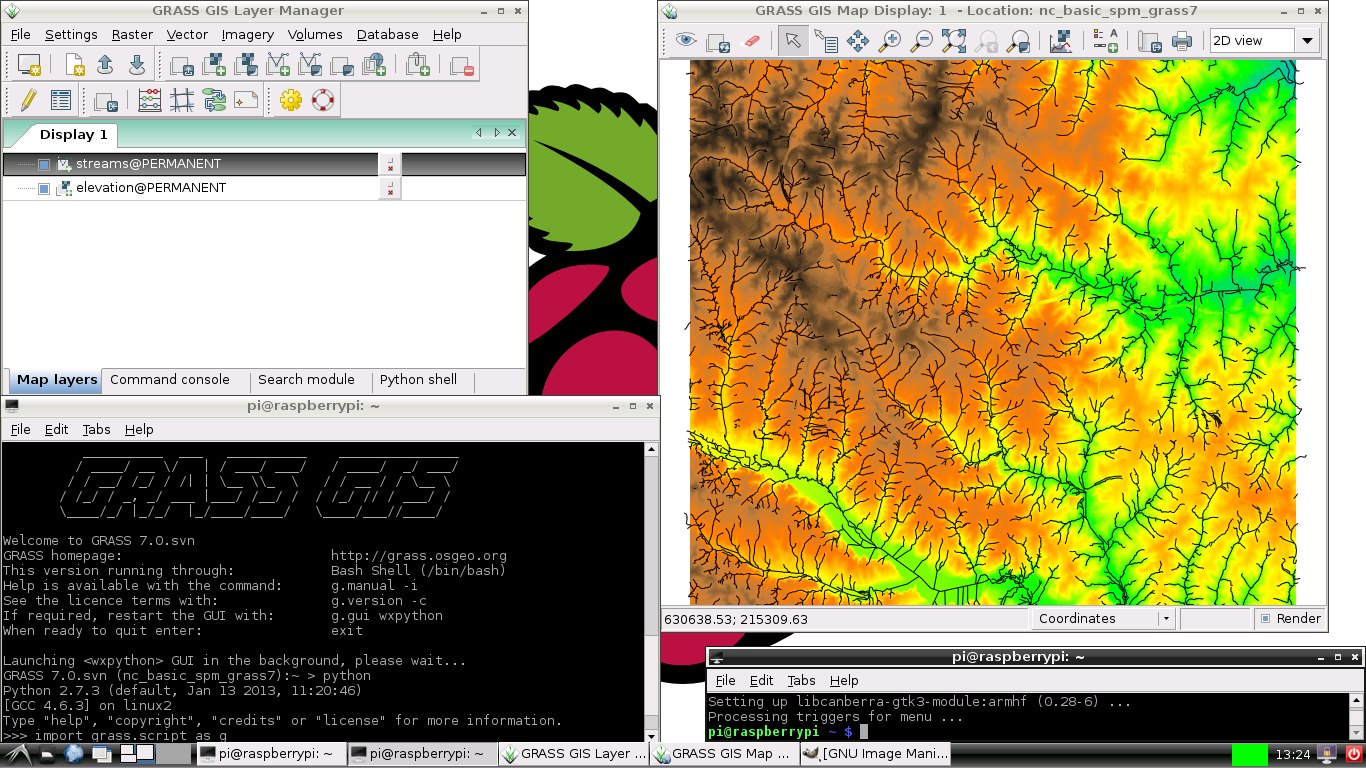 GRASS GIS Layer Manager
File Settings Raster Vector Imagery Volumes Database Help
Display 1
streams@PERMANENT
elevation@PERMANENT
Map layers Command console Search module Python shell
GRASS GIS Map Display: 1 - Location: nc_basic_spm_grass7
2D view
630638.53; 215309.63
Coordinates
Render
pi@raspberrypi: ~
File Edit Tabs Help
GRASS GIS
Welcome to GRASS 7.0.svn
GRASS homepage: http://grass.osgeo.org
This version running through: Bash Shell (/bin/bash)
Help is available with the command: g.manual -i
See the licence terms with: g.version -c
If required, restart the GUI with: g.gui wxpython
When ready to quit enter: exit
Launching <wxpython> GUI in the background, please wait...
GRASS 7.0.svn (nc_basic_spm_grass7):~ > python
Python 2.7.3 (default, Jan 13 2013, 11:20:46)
[GCC 4.6.3] on linux2
Type "help", "copyright", "credits" or "license" for more information.
>>> import grass.script as g
pi@raspberrypi: ~
File Edit Tabs Help
Setting up libcanberra-gtk3-module:armhf (0.28-6) ...
Processing triggers for menu ...
pi@raspberrypi ~ $
pi@raspberrypi: ~
pi@raspberrypi: ~
GRASS GIS Layer ...
GRASS GIS Map ...
[GNU Image Mani...
13:24